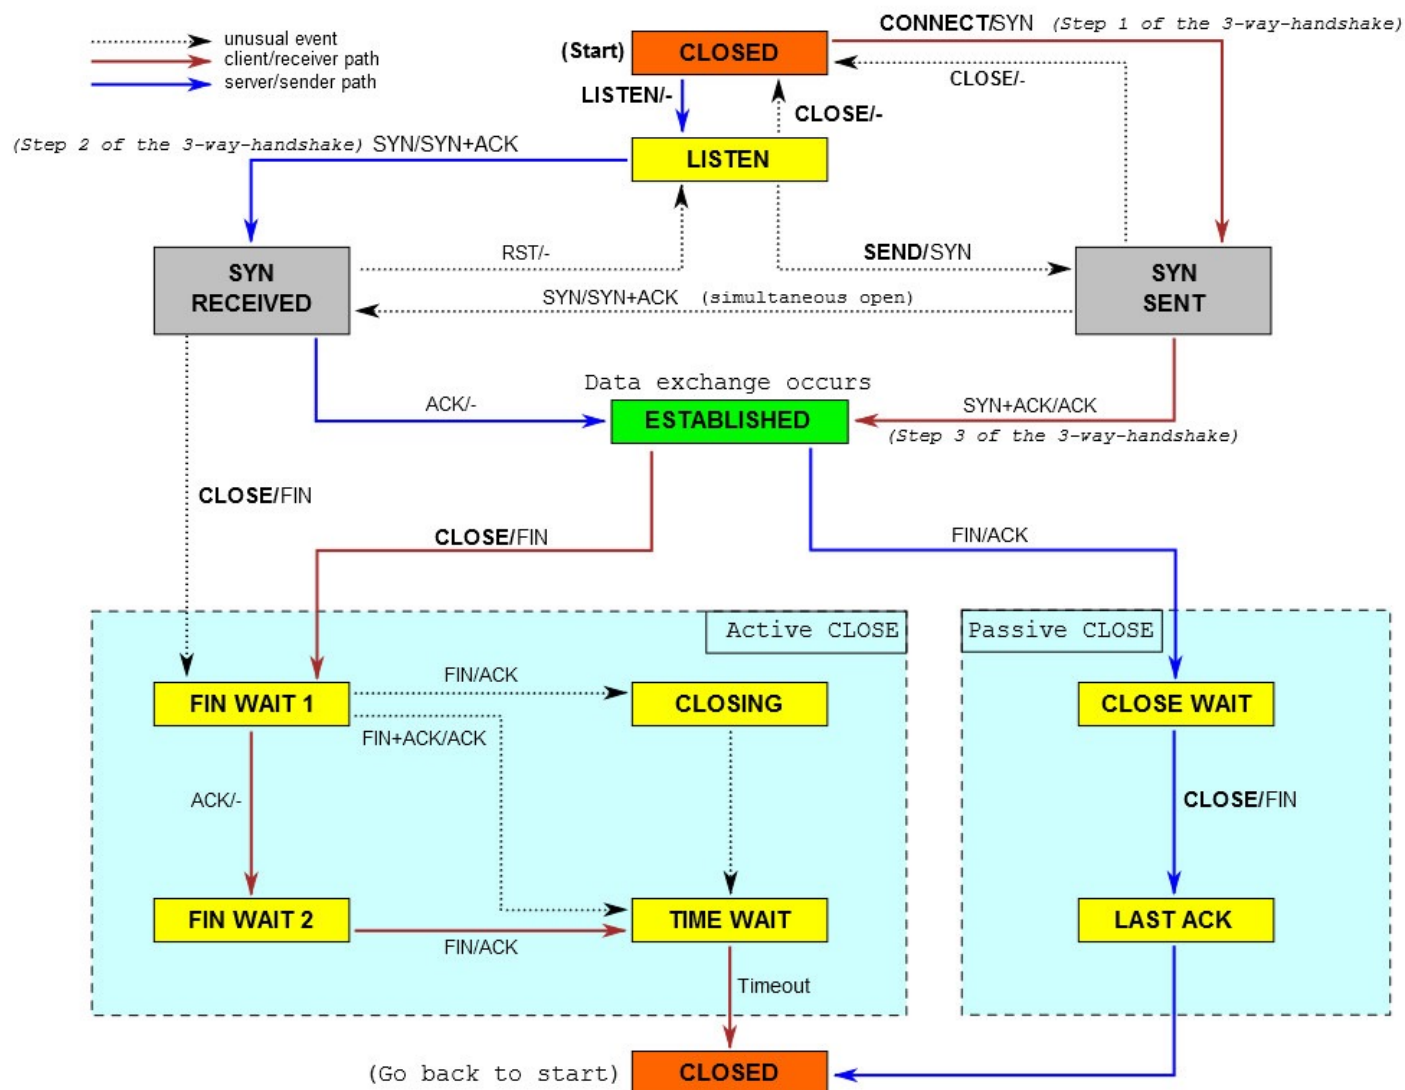 unusual event
client/receiver path
server/sender path
(Start)
CLOSED
CONNECT/SYN (Step 1 of the 3-way-handshake)
CLOSE/-
LISTEN/-
CLOSE/-
(Step 2 of the 3-way-handshake) SYN/SYN+ACK
LISTEN
RST/-
SEND/SYN
SYN
RECEIVED
SYN
SENT
SYN/SYN+ACK (simultaneous open)
Data exchange occurs
ACK/-
ESTABLISHED
SYN+ACK/ACK
(Step 3 of the 3-way-handshake)
CLOSE/FIN
CLOSE/FIN
FIN/ACK
Active CLOSE
Passive CLOSE
FIN WAIT 1
FIN/ACK
CLOSING
CLOSE WAIT
FIN+ACK/ACK
ACK/-
CLOSE/FIN
FIN WAIT 2
FIN/ACK
TIME WAIT
LAST ACK
Timeout
(Go back to start)
CLOSED